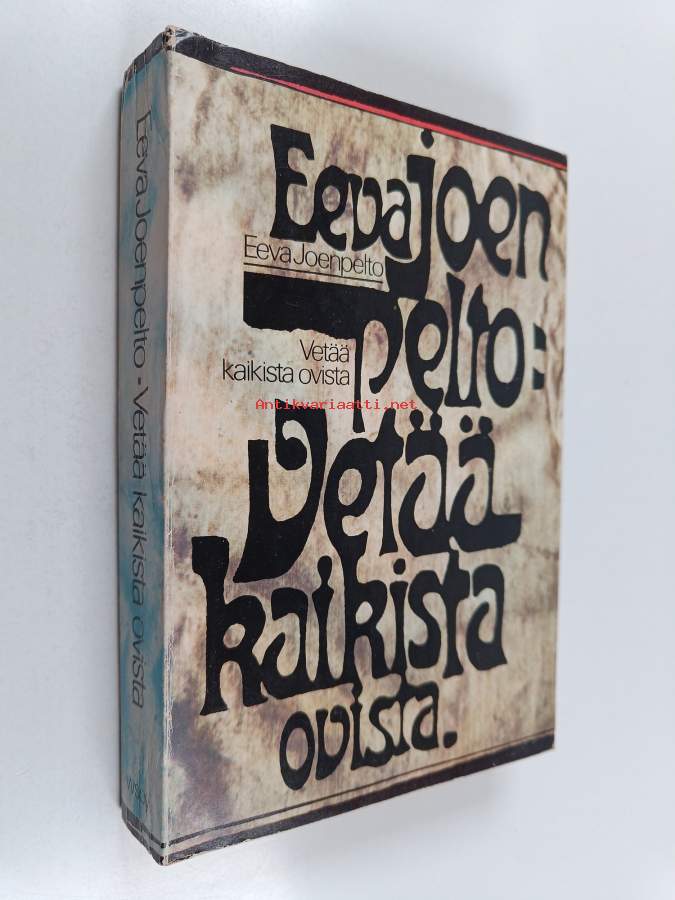 Eeva joen
Eeva Joenpelto
pelto:
Vetää
kaikista ovista
Antikvariaatti.net
Vetää
kaikista
ovista.
Eeva Joenpelto - Vetää kaikista ovista
WSOY